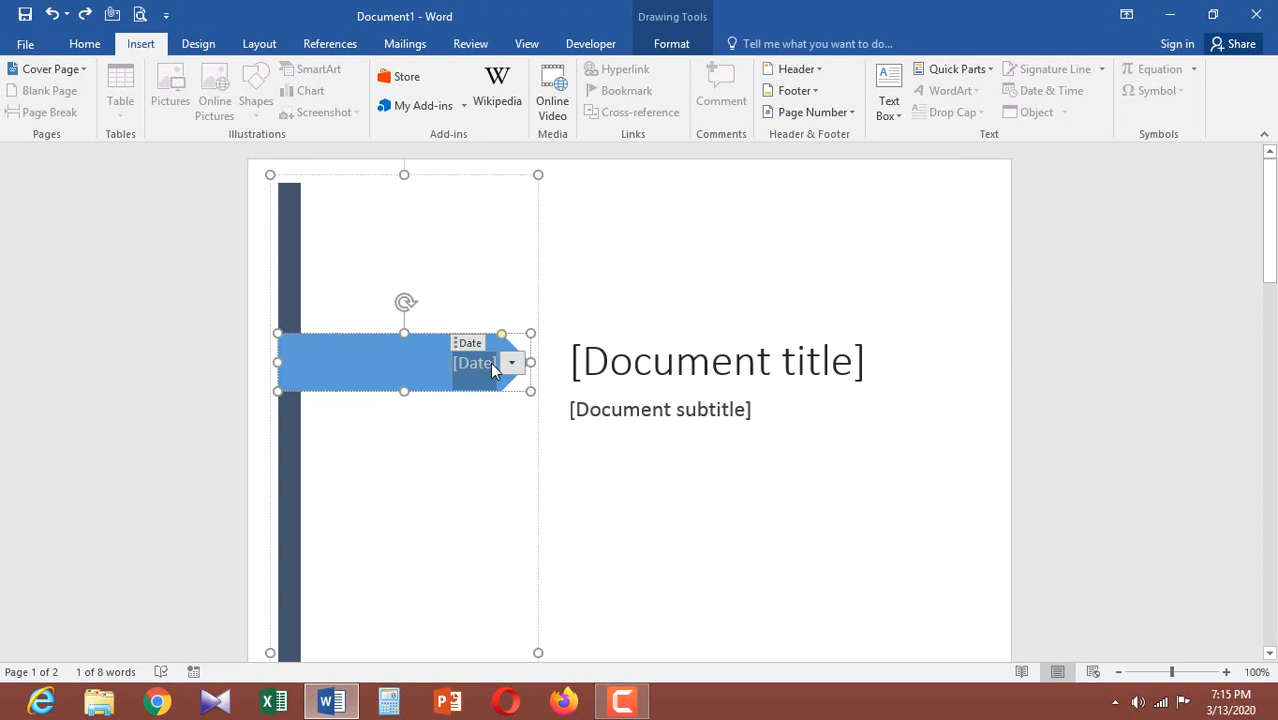 Document1 - Word
Drawing Tools
File Home Insert Design Layout References Mailings Review View Developer Format Tell me what you want to do... Sign in Share
Cover Page
Blank Page
Page Break
Pages
Table
Tables
Pictures
Online Pictures
Shapes
SmartArt
Chart
Screenshot
Illustrations
Store
My Add-ins
W
Wikipedia
Add-ins
Online Video
Media
Hyperlink
Bookmark
Cross-reference
Links
Comment
Comments
Header
Footer
Page Number
Header & Footer
A
Text Box
Quick Parts
WordArt
Drop Cap
Signature Line
Date & Time
Object
Text
Equation
Symbol
Symbols
Date
[Date]
[Document title]
[Document subtitle]
Page 1 of 2 1 of 8 words 100%
7:15 PM
3/13/2020